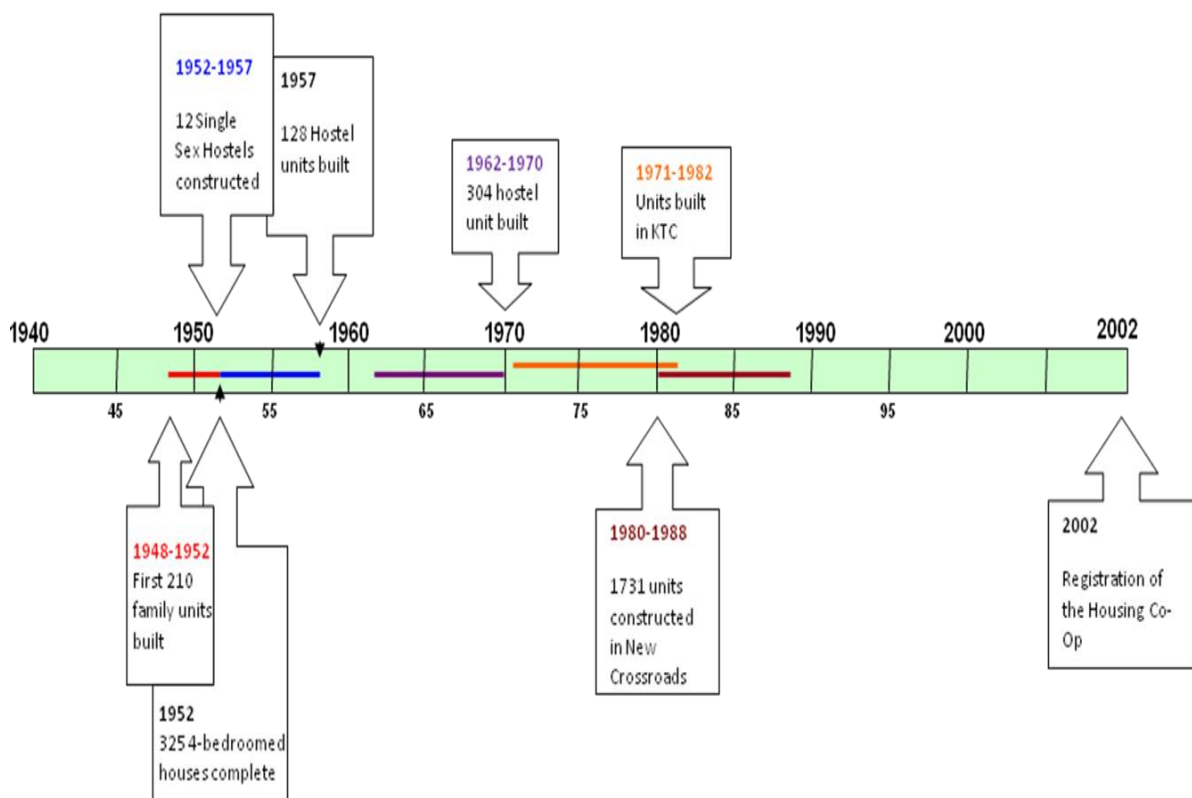 1952-1957
12 Single
Sex Hostels
constructed
1957
128 Hostel
units built
1962-1970
304 hostel
unit built
1971-1982
Units built
in KTC
1940
1950
1960
1970
1980
1990
2000
2002
45
55
65
75
85
95
1948-1952
First 210
family units
built
1952
3254-bedroomed
houses complete
1980-1988
1731 units
constructed
in New
Crossroads
2002
Registration of
the Housing Co-
Op